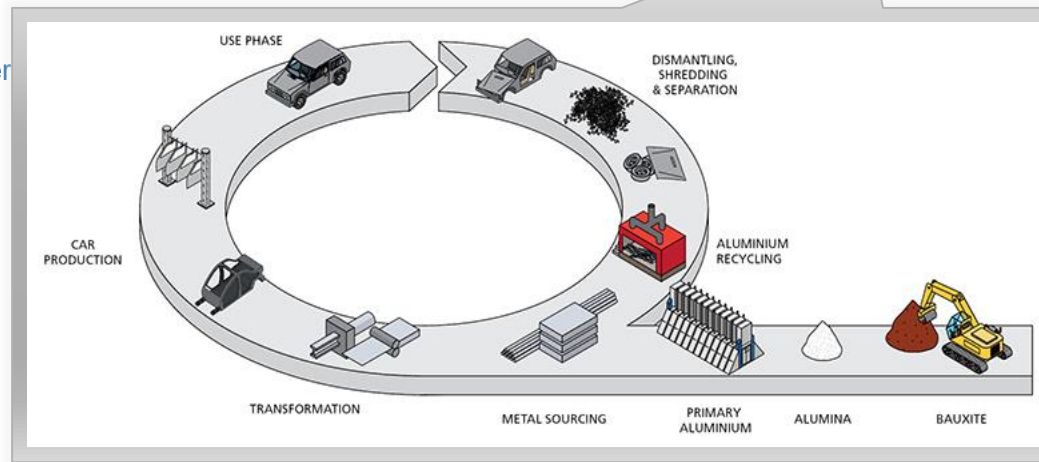 USE PHASE
DISMANTLING,
SHREDDING
& SEPARATION
CAR
PRODUCTION
ALUMINIUM
RECYCLING
TRANSFORMATION
METAL SOURCING
PRIMARY
ALUMINIUM
ALUMINA
BAUXITE